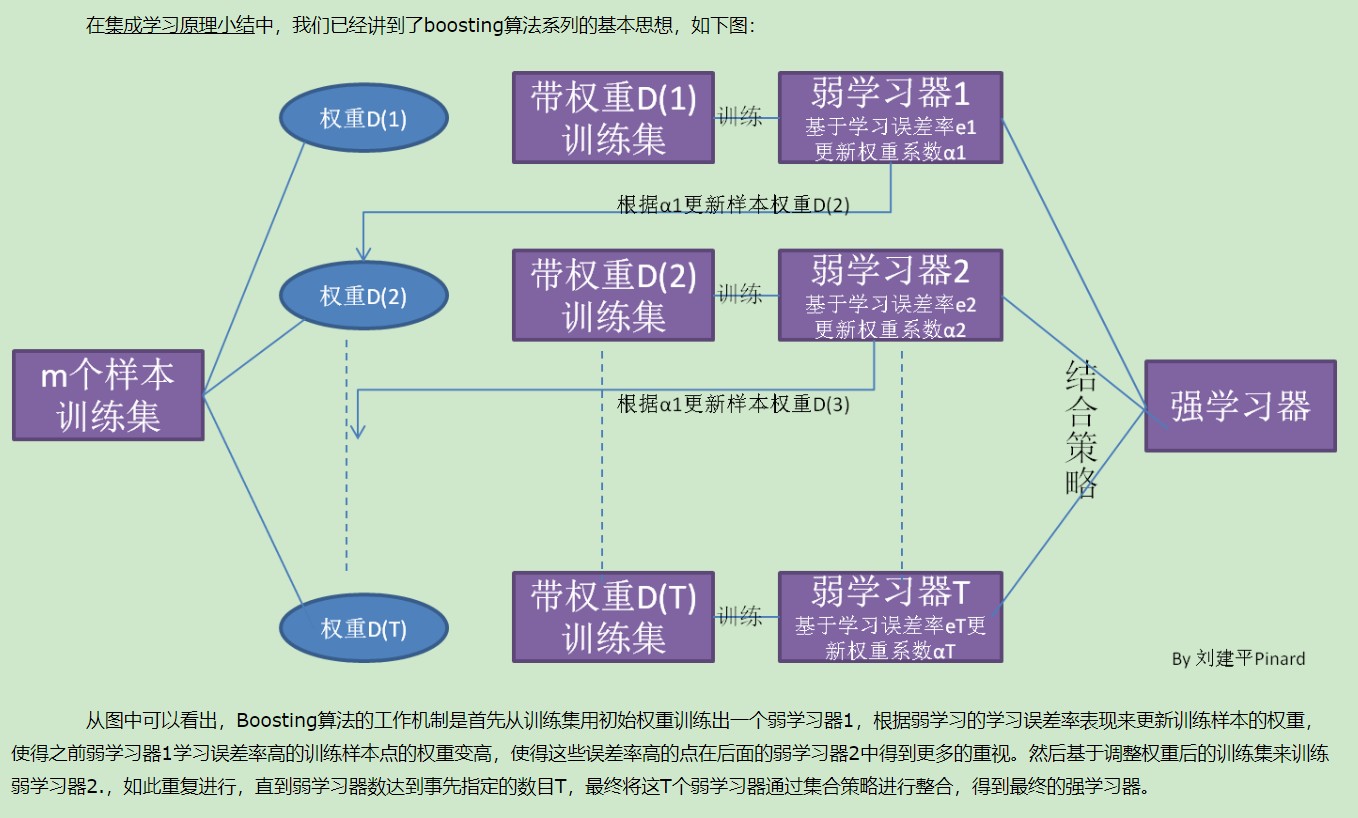 在集成学习原理小结中，我们已经讲到了boosting算法系列的基本思想，如下图：
权重D(1)
带权重D(1)
训练集
训练
弱学习器1
基于学习误差率e1
更新权重系数α1
根据α1更新样本权重D(2)
权重D(2)
带权重D(2)
训练集
训练
弱学习器2
基于学习误差率e2
更新权重系数α2
m个样本
训练集
根据α1更新样本权重D(3)
结合策略
强学习器
权重D(T)
带权重D(T)
训练集
训练
弱学习器T
基于学习误差率eT更
新权重系数αT
By 刘建平Pinard
从图中可以看出，Boosting算法的工作机制是首先从训练集用初始权重训练出一个弱学习器1，根据弱学习的学习误差率表现来更新训练样本的权重，
使得之前弱学习器1学习误差率高的训练样本点的权重变高，使得这些误差率高的点在后面的弱学习器2中得到更多的重视。然后基于调整权重后的训练集来训练
弱学习器2.，如此重复进行，直到弱学习器数达到事先指定的数目T，最终将这T个弱学习器通过集合策略进行整合，得到最终的强学习器。